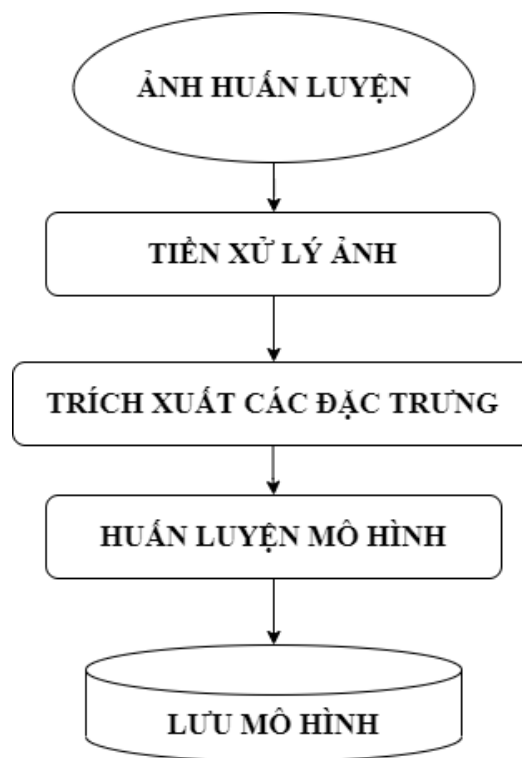 ẢNH HUẤN LUYỆN
TIỀN XỬ LÝ ẢNH
TRÍCH XUẤT CÁC ĐẶC TRƯNG
HUẤN LUYỆN MÔ HÌNH
LƯU MÔ HÌNH